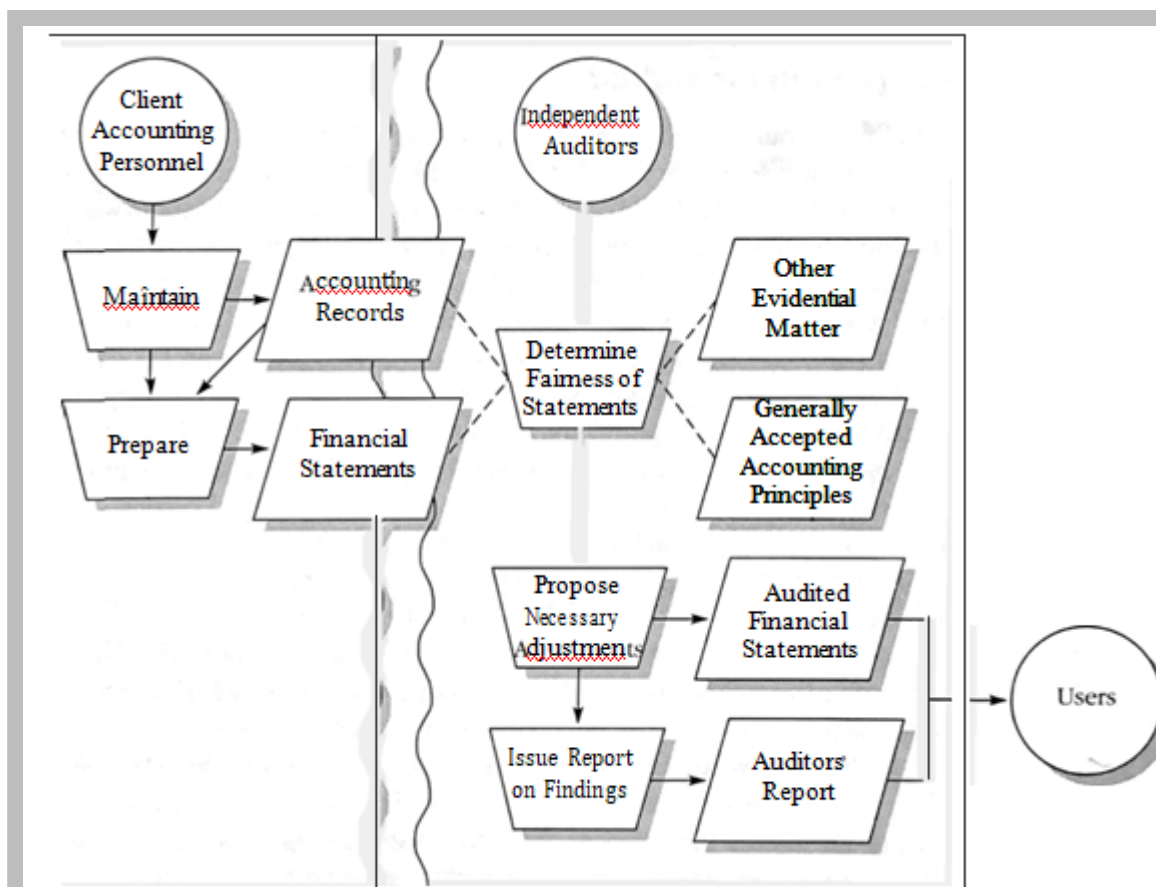 Client
Accounting
Personnel
Independent
Auditors
Maintain
Accounting
Records
Other
Evidential
Matter
Determine
Fairness of
Statements
Prepare
Financial
Statements
Generally
Accepted
Accounting
Principles
Propose
Necessary
Adjustments
Audited
Financial
Statements
Users
Issue Report
on Findings
Auditors'
Report